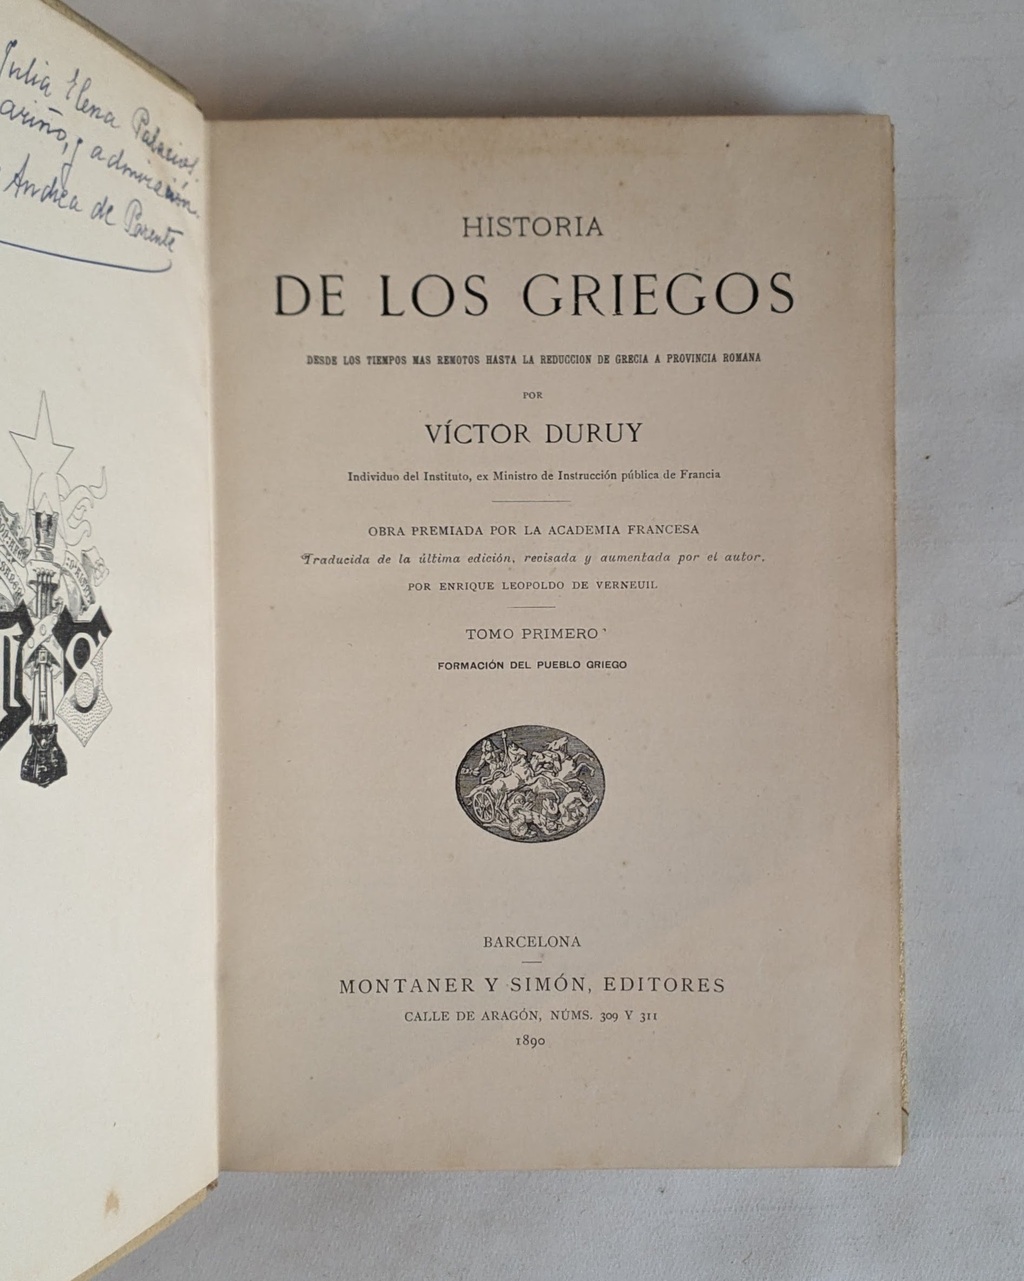 Julia Elena Palacios.
ariño, y admiración.
Andrea de Parente
HISTORIA
DE LOS GRIEGOS
DESDE LOS TIEMPOS MAS REMOTOS HASTA LA REDUCCION DE GRECIA A PROVINCIA ROMANA
POR
VÍCTOR DURUY
Individuo del Instituto, ex Ministro de Instrucción pública de Francia
OBRA PREMIADA POR LA ACADEMIA FRANCESA
Traducida de la última edición, revisada y aumentada por el autor,
POR ENRIQUE LEOPOLDO DE VERNEUIL
TOMO PRIMERO
FORMACIÓN DEL PUEBLO GRIEGO
BARCELONA
MONTANER Y SIMÓN, EDITORES
CALLE DE ARAGÓN, NÚMS. 309 Y 311
1890